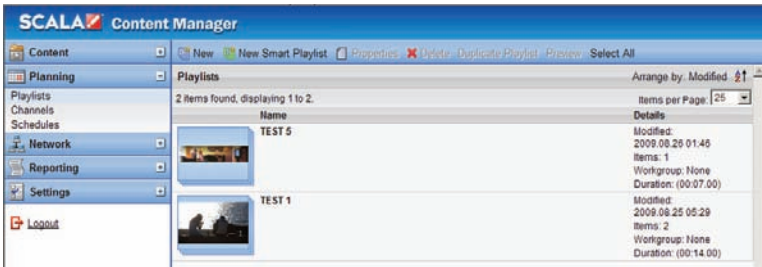 SCALA Content Manager
Content
New New Smart Playlist Properties Delete Duplicate Playlist Preview Select All
Planning
Playlists
Arrange by: Modified
Playlists
2 items found, displaying 1 to 2.
Items per Page: 25
Channels
Name Details
Schedules
TEST 5
Modified:
2009.08.26 01:46
Items: 1
Workgroup: None
Duration: (00:07.00)
Network
Reporting
Settings
TEST 1
Modified:
2009.08.25 05:29
Items: 2
Workgroup: None
Duration: (00:14.00)
Logout